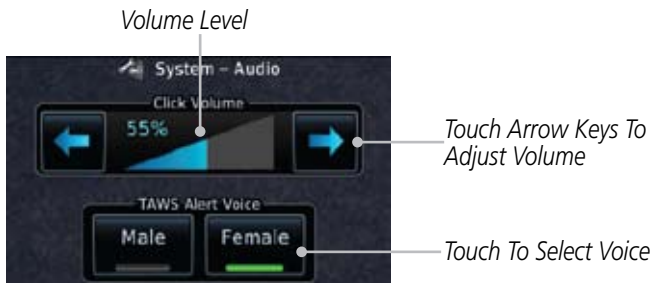 Volume Level
System – Audio
Click Volume
55%
Touch Arrow Keys To
Adjust Volume
TAWS Alert Voice
Male
Female
Touch To Select Voice